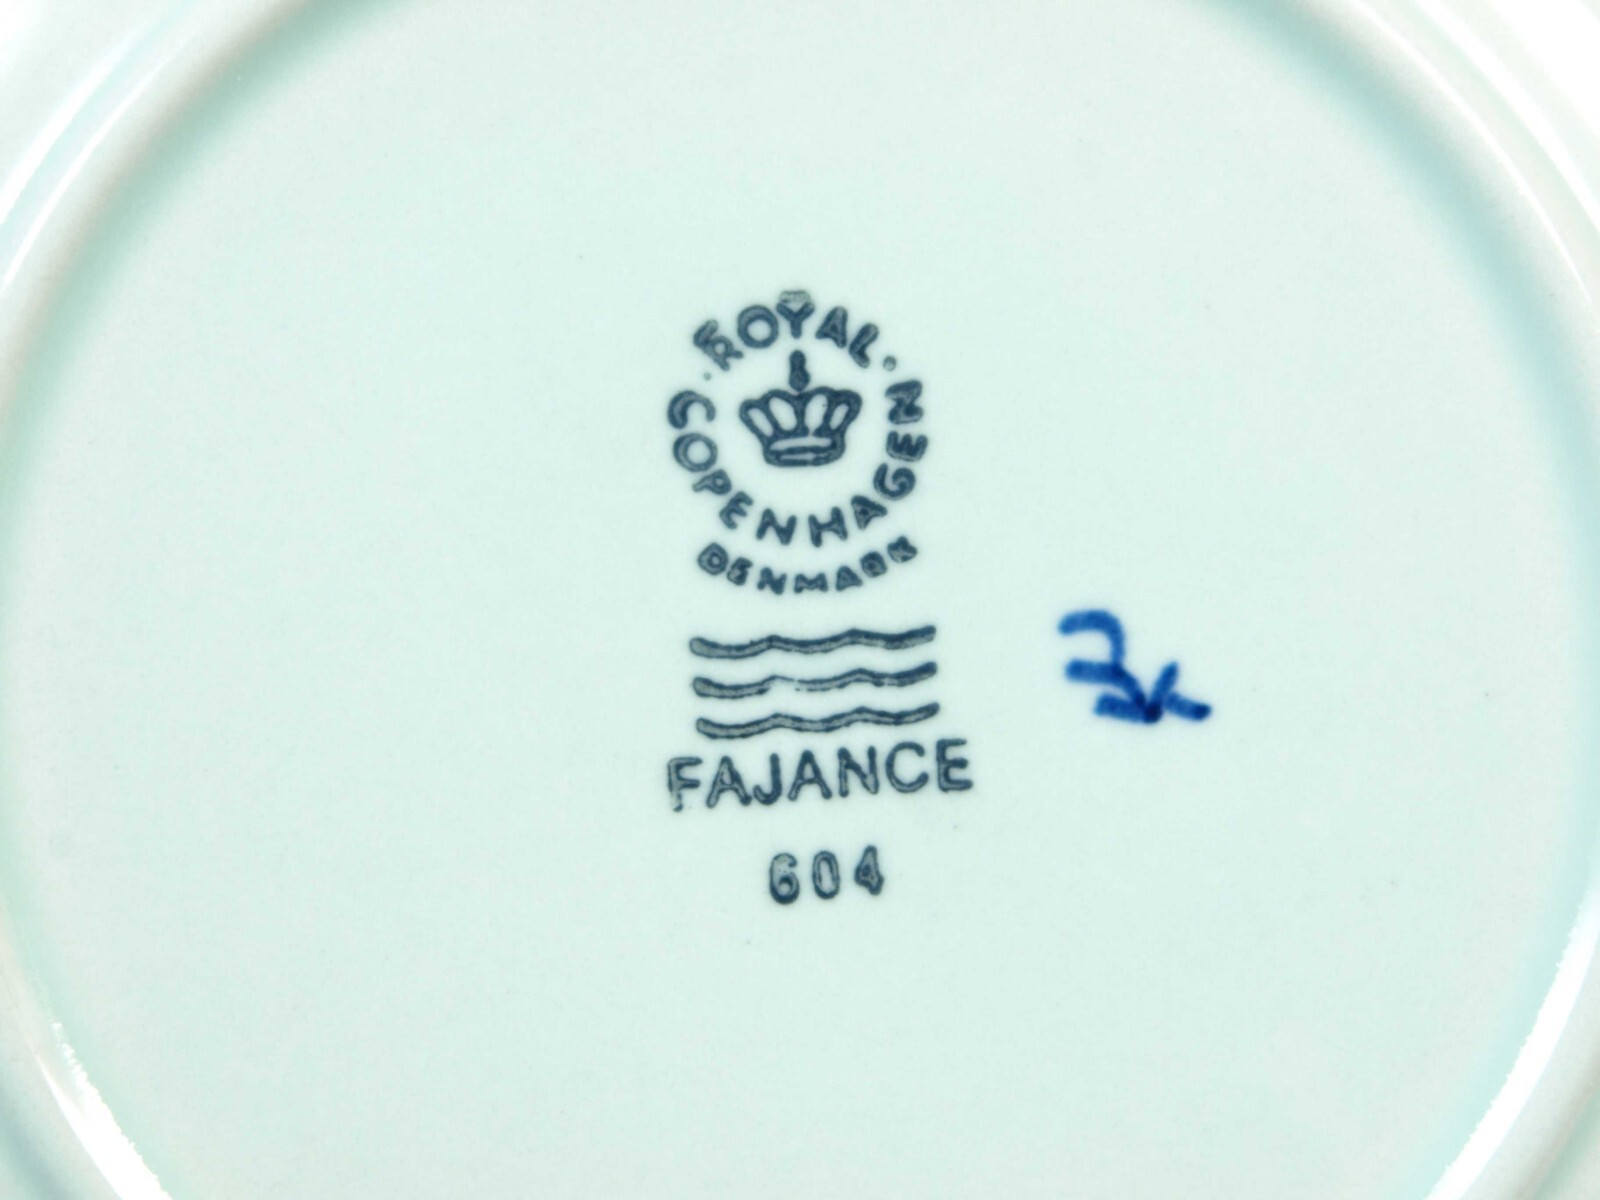 ROYAL
COPENHAGEN
DENMARK
FAJANCE
604